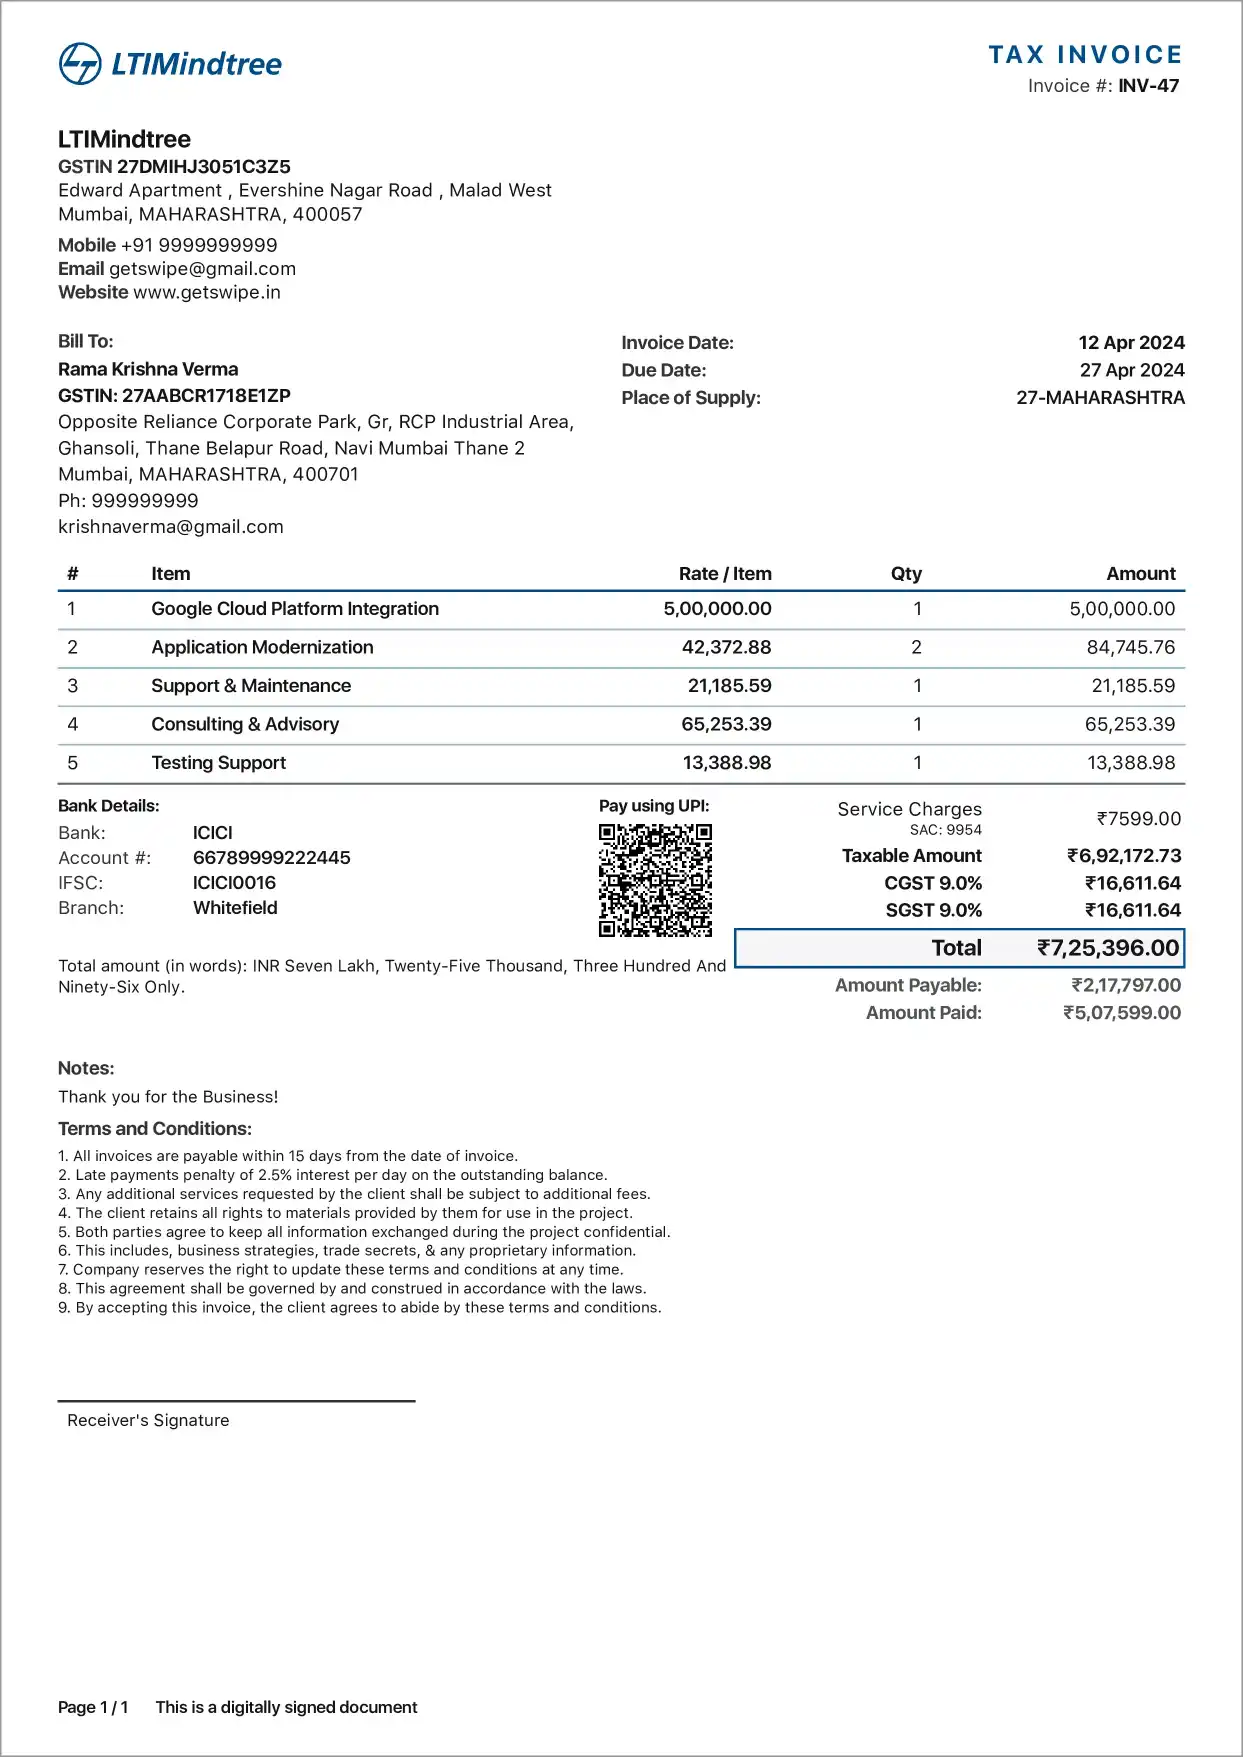 LTIMindtree
TAX INVOICE
Invoice #: INV-47
LTIMindtree
GSTIN 27DMIHJ3051C3Z5
Edward Apartment , Evershine Nagar Road , Malad West
Mumbai, MAHARASHTRA, 400057
Mobile +91 9999999999
Email getswipe@gmail.com
Website www.getswipe.in
Bill To:
Rama Krishna Verma
GSTIN: 27AABCR1718E1ZP
Opposite Reliance Corporate Park, Gr, RCP Industrial Area,
Ghansoli, Thane Belapur Road, Navi Mumbai Thane 2
Mumbai, MAHARASHTRA, 400701
Ph: 999999999
krishnaverma@gmail.com
Invoice Date: 12 Apr 2024
Due Date: 27 Apr 2024
Place of Supply: 27-MAHARASHTRA
# Item Rate / Item Qty Amount
1 Google Cloud Platform Integration 5,00,000.00 1 5,00,000.00
2 Application Modernization 42,372.88 2 84,745.76
3 Support & Maintenance 21,185.59 1 21,185.59
4 Consulting & Advisory 65,253.39 1 65,253.39
5 Testing Support 13,388.98 1 13,388.98
Bank Details:
Bank: ICICI
Account #: 66789999222445
IFSC: ICICI0016
Branch: Whitefield
Pay using UPI:
Service Charges ₹7599.00
SAC: 9954
Taxable Amount ₹6,92,172.73
CGST 9.0% ₹16,611.64
SGST 9.0% ₹16,611.64
Total ₹7,25,396.00
Amount Payable: ₹2,17,797.00
Amount Paid: ₹5,07,599.00
Total amount (in words): INR Seven Lakh, Twenty-Five Thousand, Three Hundred And
Ninety-Six Only.
Notes:
Thank you for the Business!
Terms and Conditions:
1. All invoices are payable within 15 days from the date of invoice.
2. Late payments penalty of 2.5% interest per day on the outstanding balance.
3. Any additional services requested by the client shall be subject to additional fees.
4. The client retains all rights to materials provided by them for use in the project.
5. Both parties agree to keep all information exchanged during the project confidential.
6. This includes, business strategies, trade secrets, & any proprietary information.
7. Company reserves the right to update these terms and conditions at any time.
8. This agreement shall be governed by and construed in accordance with the laws.
9. By accepting this invoice, the client agrees to abide by these terms and conditions.
Receiver's Signature
Page 1 / 1 This is a digitally signed document